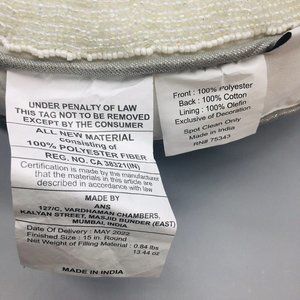 UNDER PENALTY OF LAW
THIS TAG NOT TO BE REMOVED
EXCEPT BY THE CONSUMER
ALL NEW MATERIAL
Consisting of
100% POLYESTER FIBER
REG. NO. CA 38321(IN)
Certification is made by the manufacturer
that the materials in this article are
described in accordance with law
MADE BY
ANS
127/C, VARDHAMAN CHAMBERS,
KALYAN STREET, MASJID BUNDER (EAST)
MUMBAI, INDIA
Date Of Delivery : MAY 2022
Finished Size : 15 in. Round
Net Weight of Filling Material : 0.84 lbs
13.44 oz
MADE IN INDIA
Front : 100% Polyester
Back : 100% Cotton
Lining : 100% Olefin
Exclusive of Decoration
Spot Clean Only
Made in India
RN# 75343